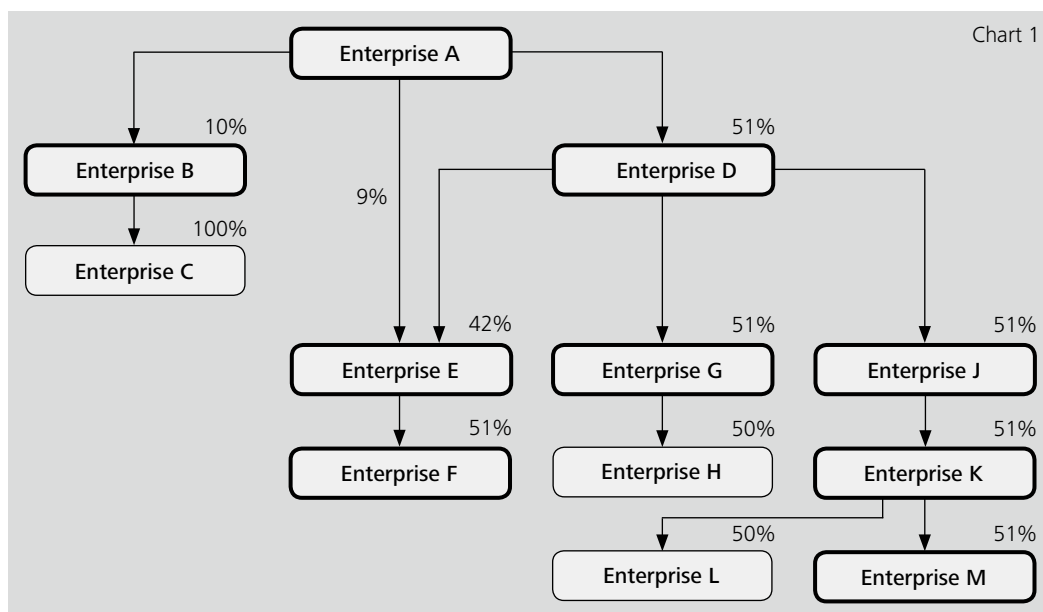 Chart 1
Enterprise A
10%
51%
Enterprise B
Enterprise D
9%
100%
Enterprise C
42%
51%
51%
Enterprise E
Enterprise G
Enterprise J
51%
50%
51%
Enterprise F
Enterprise H
Enterprise K
50%
51%
Enterprise L
Enterprise M